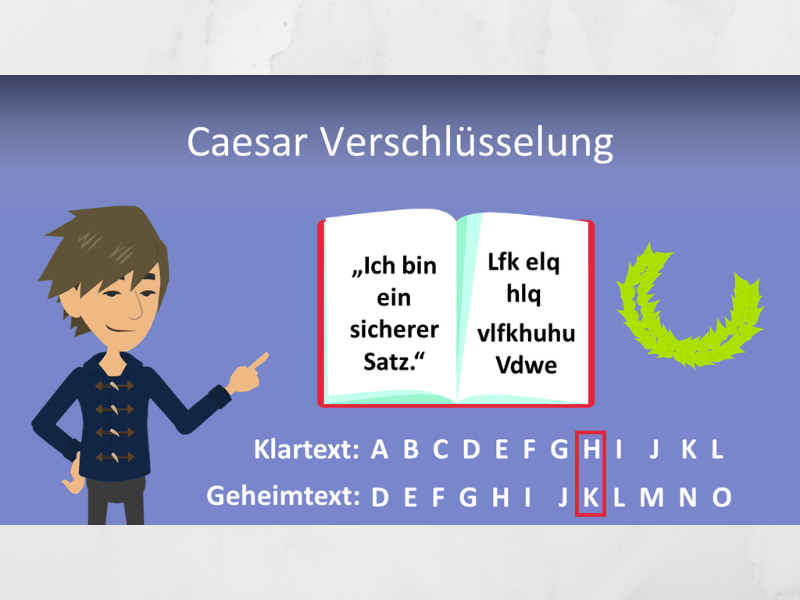 Caesar Verschlüsselung
„Ich bin
ein
sicherer
Satz.“
Lfk elq
hlq
vlfkhuhu
Vdwe
Klartext: A B C D E F G H I J K L
Geheimtext: D E F G H I J K L M N O